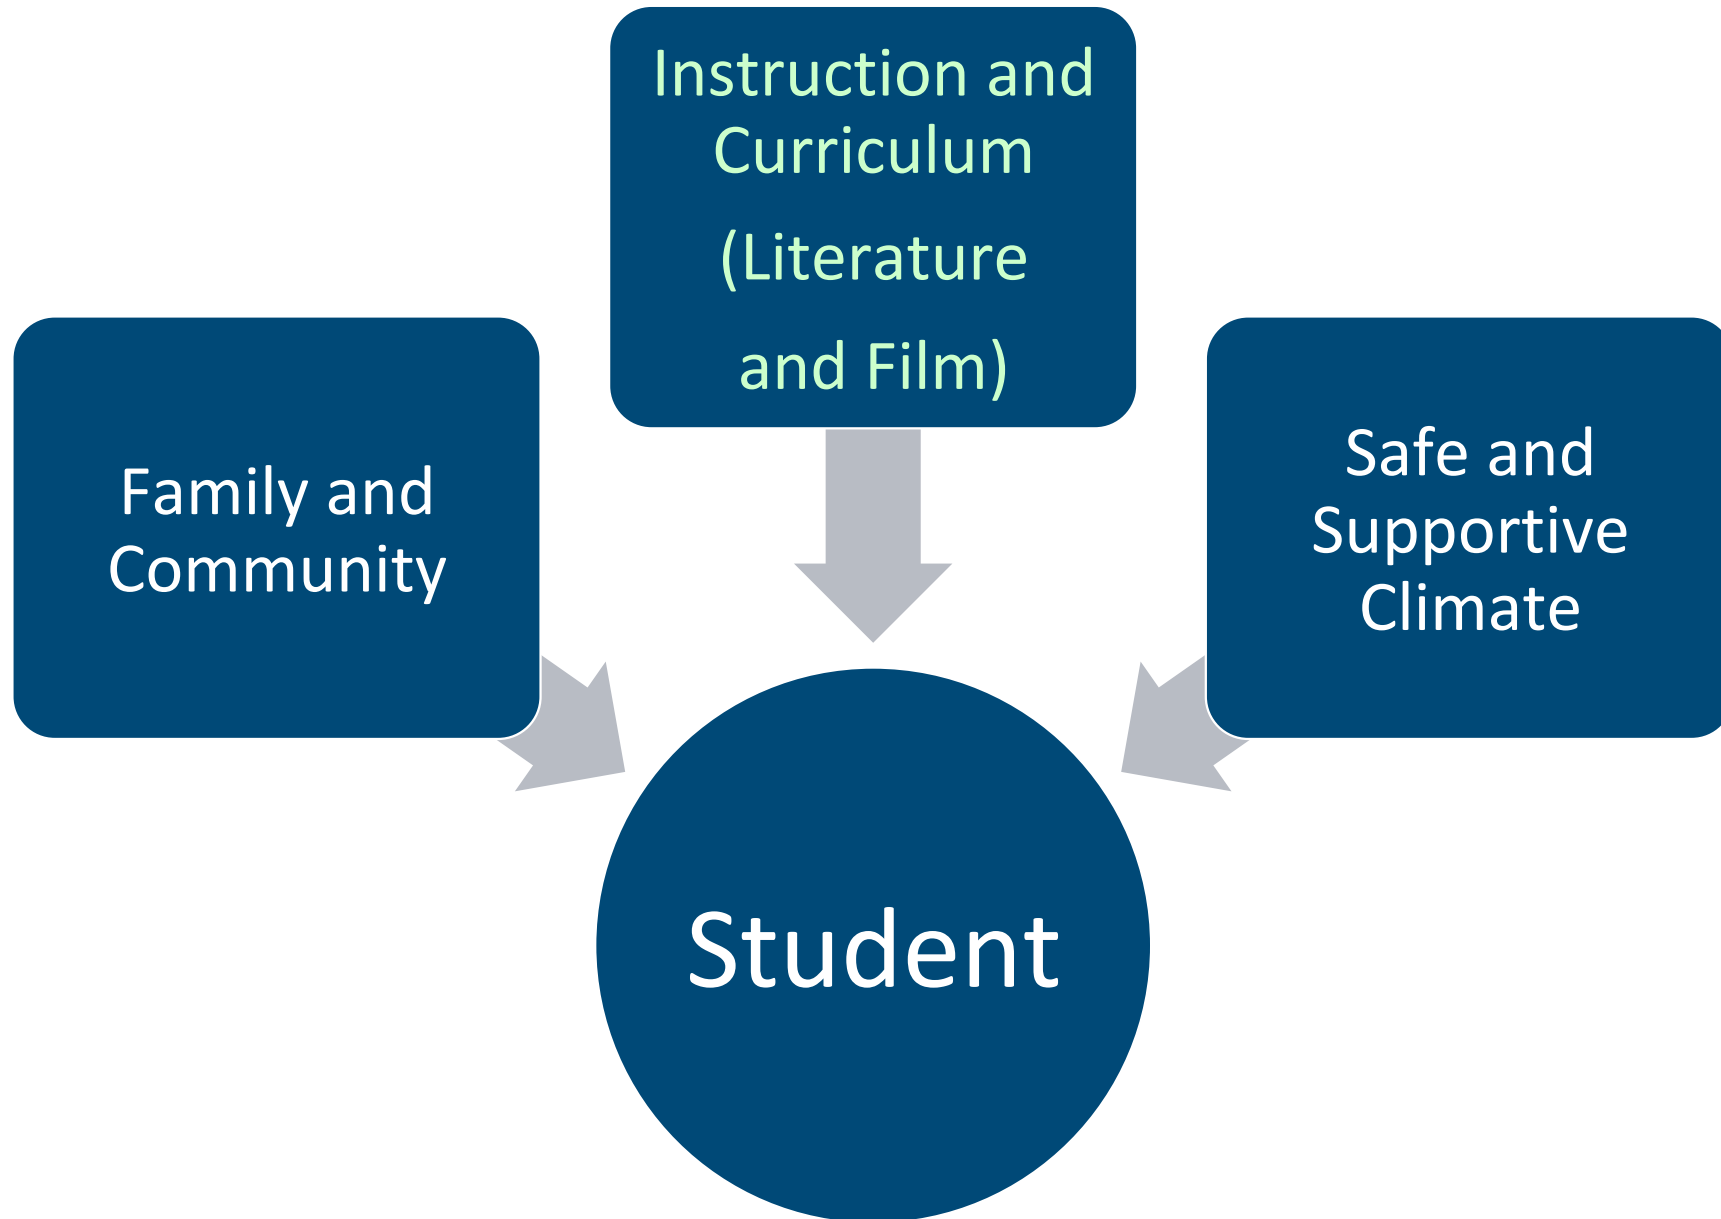 Instruction and
Curriculum
(Literature
and Film)
Family and
Community
Safe and
Supportive
Climate
Student